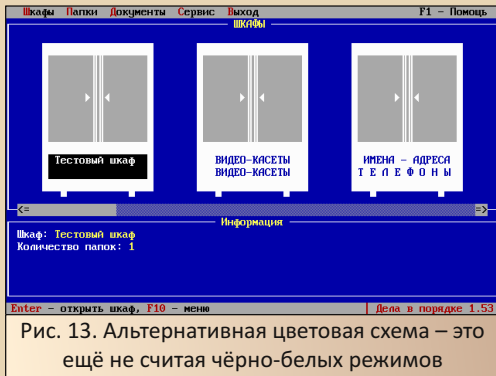 Шкафы Папки Документы Сервис Выход F1 - Помощь
ШКАФЫ
Тестовый шкаф
ВИДЕО-КАСЕТЫ
ВИДЕО-КАСЕТЫ
ИМЕНА - АДРЕСА
Т Е Л Е Ф О Н Ы
<= =>
Информация
Шкаф: Тестовый шкаф
Количество папок: 1
Enter - открыть шкаф, F10 - меню Дела в порядке 1.53
Рис. 13. Альтернативная цветовая схема – это
ещё не считая чёрно-белых режимов